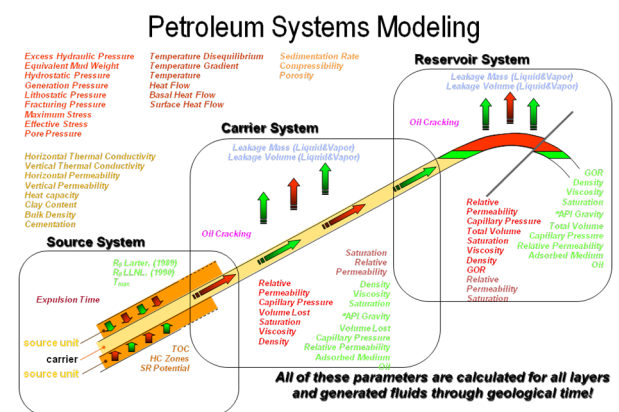 Petroleum Systems Modeling
Excess Hydraulic Pressure
Equivalent Mud Weight
Hydrostatic Pressure
Generation Pressure
Lithostatic Pressure
Fracturing Pressure
Maximum Stress
Effective Stress
Pore Pressure
Temperature Disequilibrium
Temperature Gradient
Temperature
Heat Flow
Basal Heat Flow
Surface Heat Flow
Sedimentation Rate
Compressibility
Porosity
Horizontal Thermal Conductivity
Vertical Thermal Conductivity
Horizontal Permeability
Vertical Permeability
Heat capacity
Clay Content
Bulk Density
Cementation
Reservoir System
Leakage Mass (Liquid&Vapor)
Leakage Volume (Liquid&Vapor)
Oil Cracking
Relative
Permeability
Capillary Pressure
Total Volume
Saturation
Viscosity
Density
GOR
Relative
Permeability
Saturation
GOR
Density
Viscosity
Saturation
°API Gravity
Total Volume
Capillary Pressure
Relative Permeability
Adsorbed Medium
Oil
Carrier System
Leakage Mass (Liquid&Vapor)
Leakage Volume (Liquid&Vapor)
Oil Cracking
Relative
Permeability
Capillary Pressure
Volume Lost
Saturation
Viscosity
Density
Saturation
Relative
Permeability
Density
Viscosity
Saturation
°API Gravity
Volume Lost
Capillary Pressure
Relative Permeability
Adsorbed Medium
Oil
Source System
R₀ Larter. (1989)
R₀ LLNL. (1990)
Expulsion Time
source unit
carrier
source unit
TOC
HC Zones
SR Potential
All of these parameters are calculated for all layers
and generated fluids through geological time!